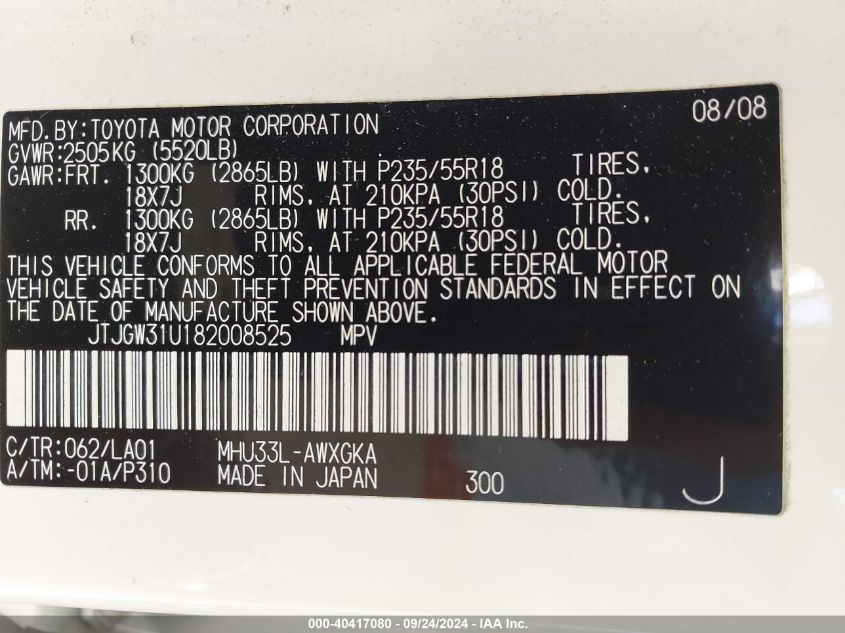 08/08
MFD. BY: TOYOTA MOTOR CORPORATION
GVWR: 2505KG (5520LB)
GAWR: FRT. 1300KG (2865LB) WITH P235/55R18 TIRES,
18X7J RIMS, AT 210KPA (30PSI) COLD.
RR. 1300KG (2865LB) WITH P235/55R18 TIRES,
18X7J RIMS, AT 210KPA (30PSI) COLD.
THIS VEHICLE CONFORMS TO ALL APPLICABLE FEDERAL MOTOR
VEHICLE SAFETY AND THEFT PREVENTION STANDARDS IN EFFECT ON
THE DATE OF MANUFACTURE SHOWN ABOVE.
JTJGW31U182008525 MPV
C/TR: 062/LA01 MHU33L-AWXGKA
A/TM: -01A/P310 MADE IN JAPAN 300 J
000-40417080 - 09/24/2024 - IAA Inc.